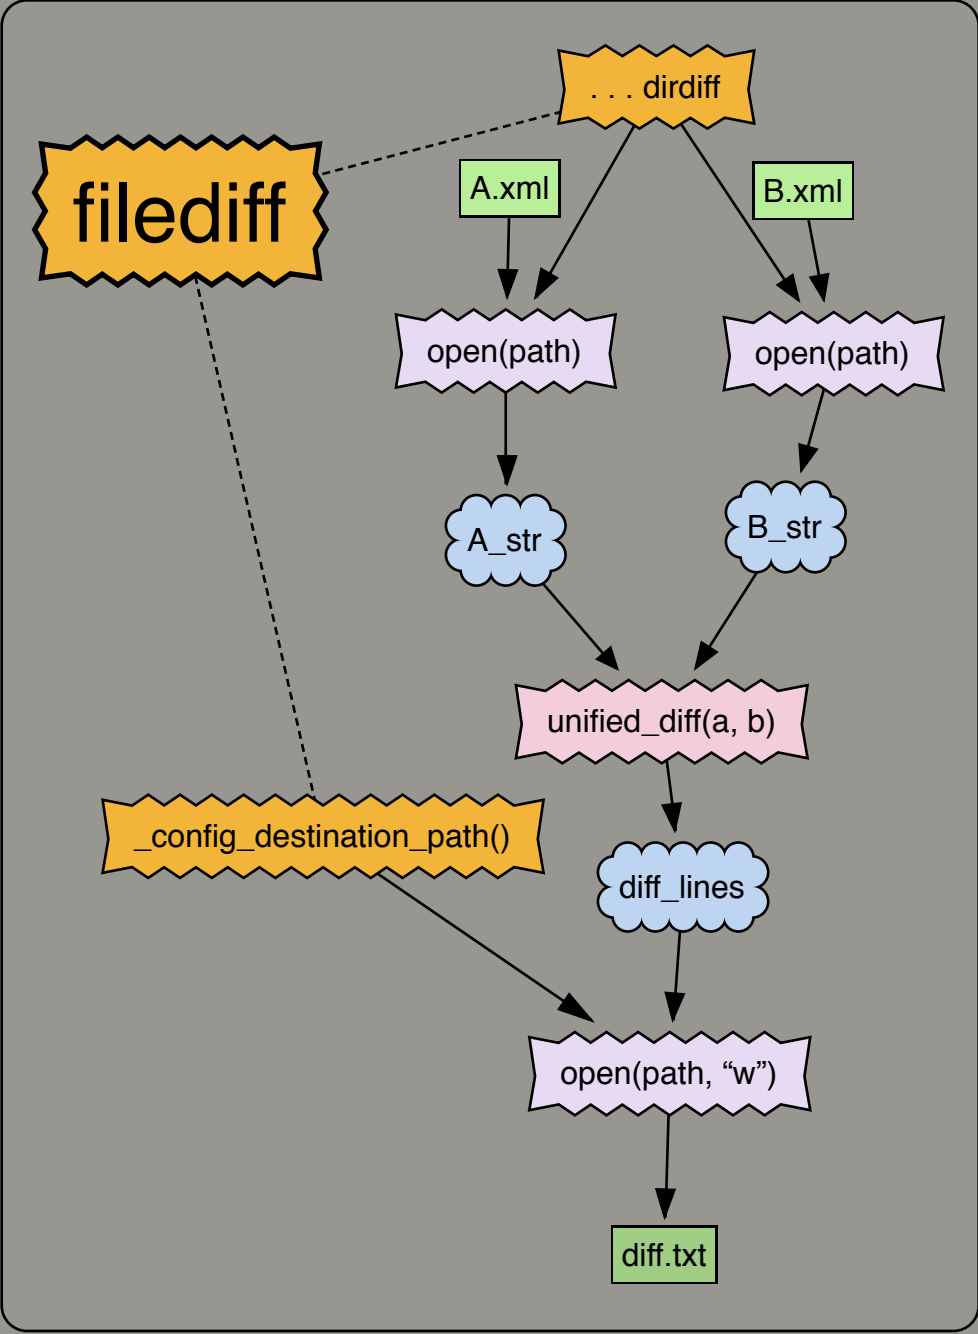 . . . dirdiff
filediff
A.xml
B.xml
open(path)
open(path)
A_str
B_str
unified_diff(a, b)
_config_destination_path()
diff_lines
open(path, “w”)
diff.txt